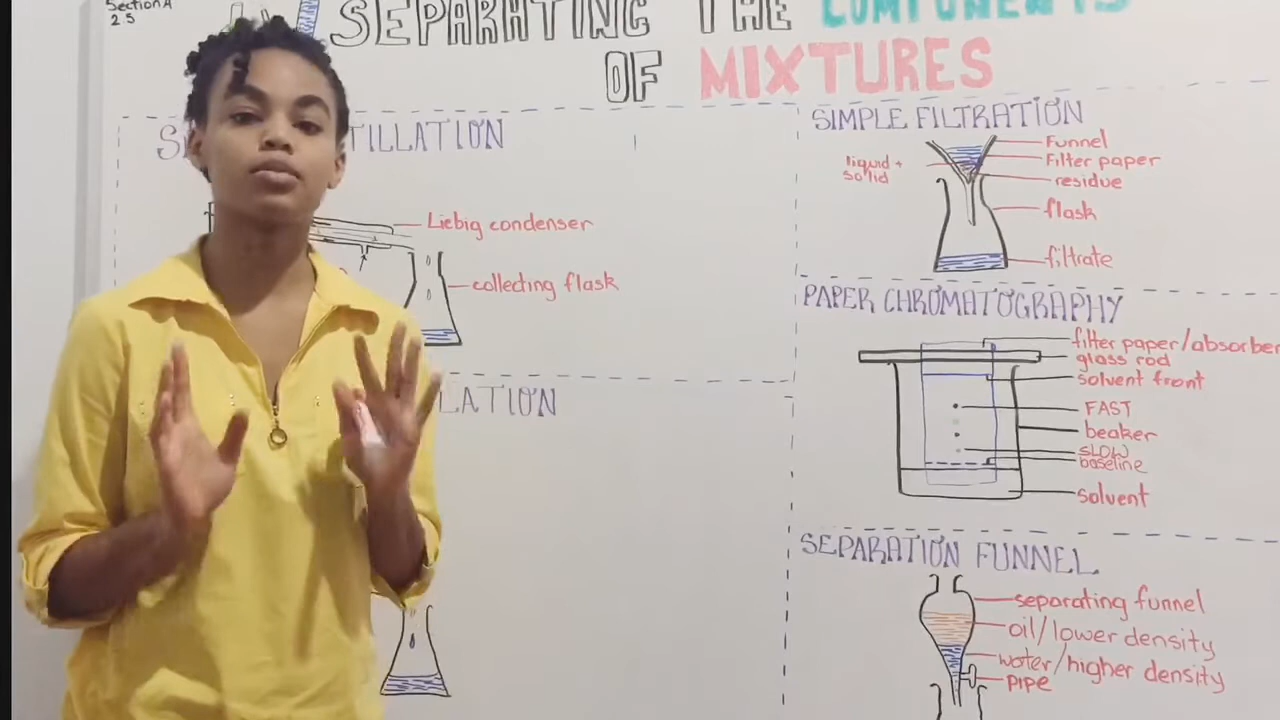 Section A
2.5
SEPARATING THE COMPONENTS
OF MIXTURES
TILLATION
Liebig condenser
collecting flask
LATION
SIMPLE FILTRATION
Funnel
liquid + solid
Filter paper
residue
flask
filtrate
PAPER CHROMATOGRAPHY
filter paper/absorber
glass rod
solvent front
FAST
beaker
SLOW
baseline
solvent
SEPARATION FUNNEL
separating funnel
oil/lower density
water/higher density
pipe